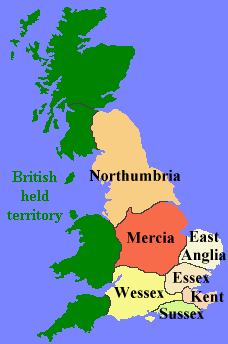 Northumbria
British
held
territory
Mercia
East
Anglia
Essex
Wessex
Kent
Sussex